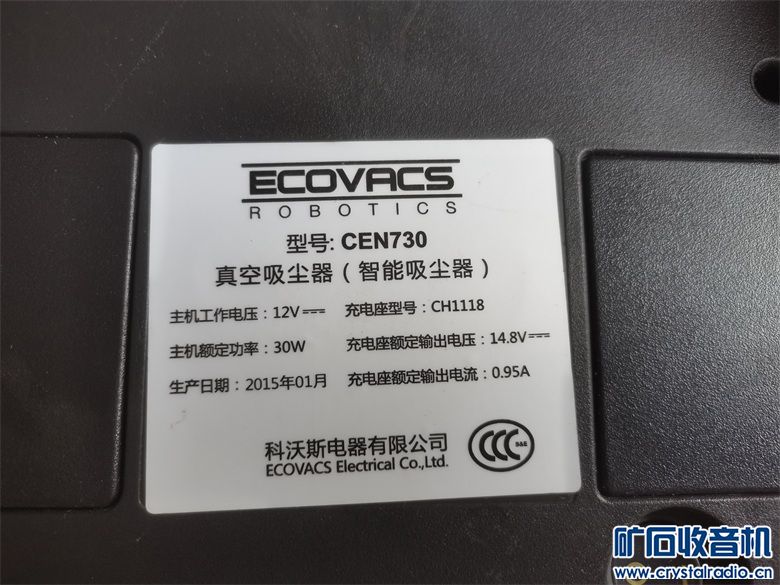 ECOVACS
ROBOTICS
型号: CEN730
真空吸尘器（智能吸尘器）
主机工作电压：12V⎓ 充电座型号：CH1118
主机额定功率：30W 充电座额定输出电压：14.8V⎓
生产日期：2015年01月 充电座额定输出电流：0.95A
科沃斯电器有限公司
ECOVACS Electrical Co.,Ltd.
CCC S&E
矿石收音机
www.crystalradio.cn